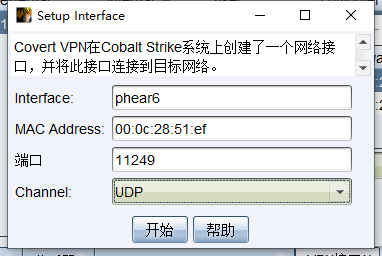 Setup Interface
Covert VPN在Cobalt Strike系统上创建了一个网络接
口，并将此接口连接到目标网络。
Interface: phear6
MAC Address: 00:0c:28:51:ef
端口 11249
Channel: UDP
开始 帮助